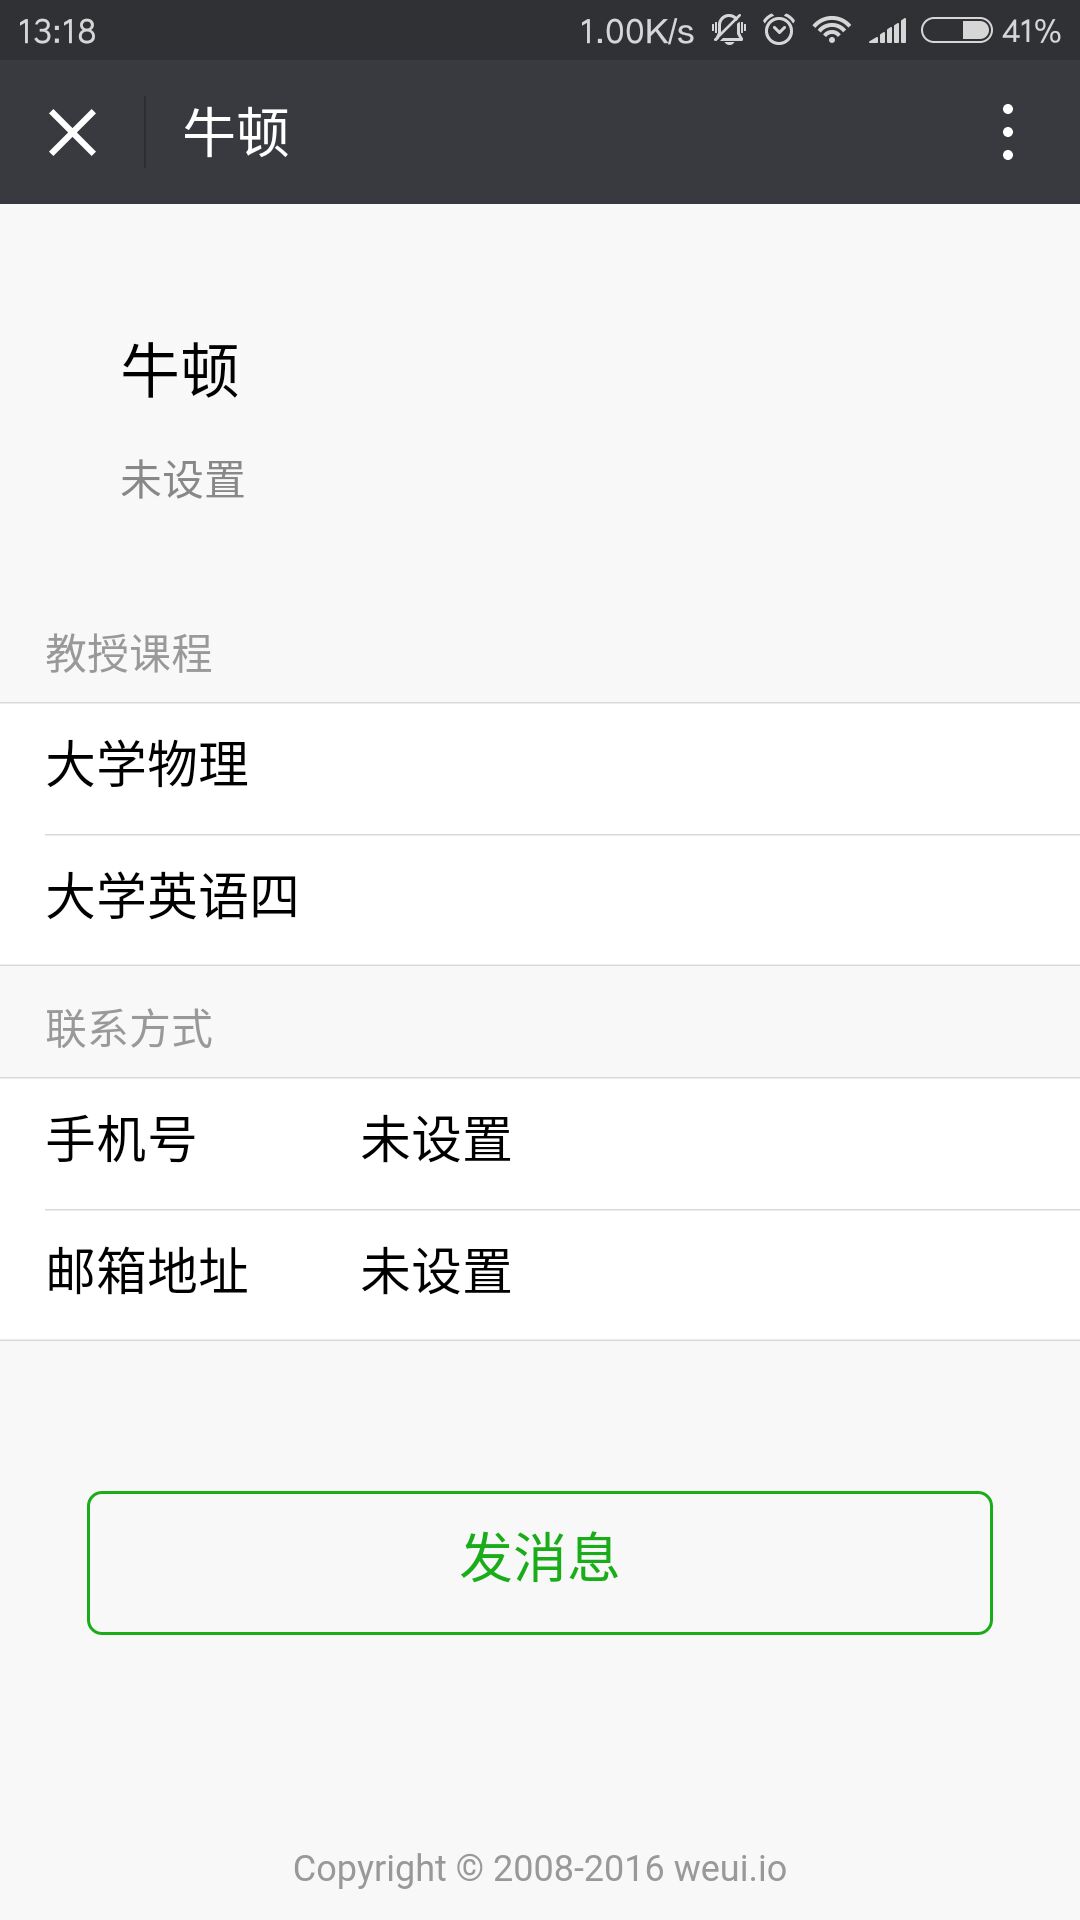 13:18 1.00K/s 41%
牛顿
牛顿
未设置
教授课程
大学物理
大学英语四
联系方式
手机号 未设置
邮箱地址 未设置
发消息
Copyright © 2008-2016 weui.io